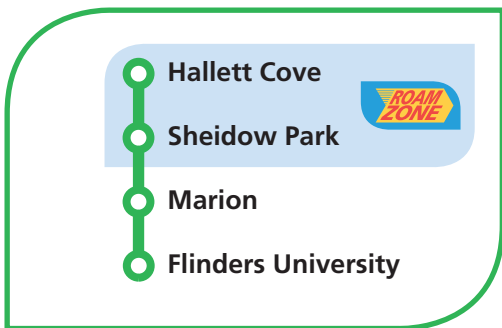 Hallett Cove
ROAM
ZONE
Sheidow Park
Marion
Flinders University